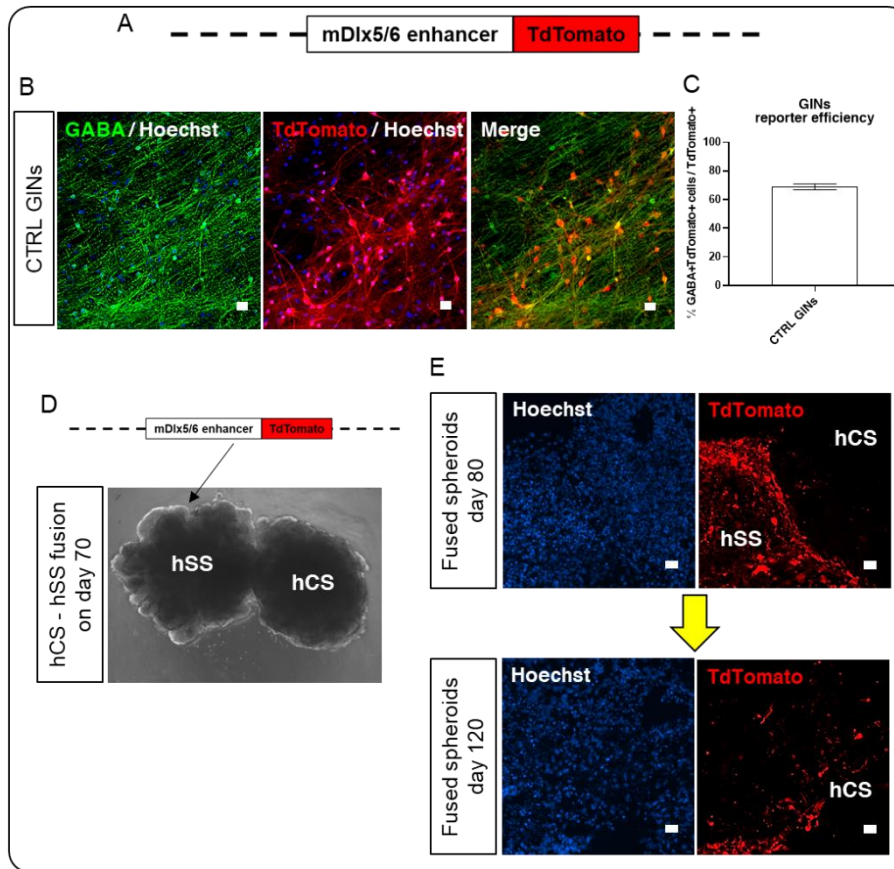 A
mDlx5/6 enhancer TdTomato
B
CTRL GINs
GABA / Hoechst
TdTomato / Hoechst
Merge
C
GINs
reporter efficiency
% GABA+TdTomato+ cells / TdTomato+
100
80
60
40
20
0
CTRL GINs
D
mDlx5/6 enhancer TdTomato
hCS - hSS fusion
on day 70
hSS
hCS
E
Fused spheroids
day 80
Hoechst
TdTomato
hCS
hSS
Fused spheroids
day 120
Hoechst
TdTomato
hCS